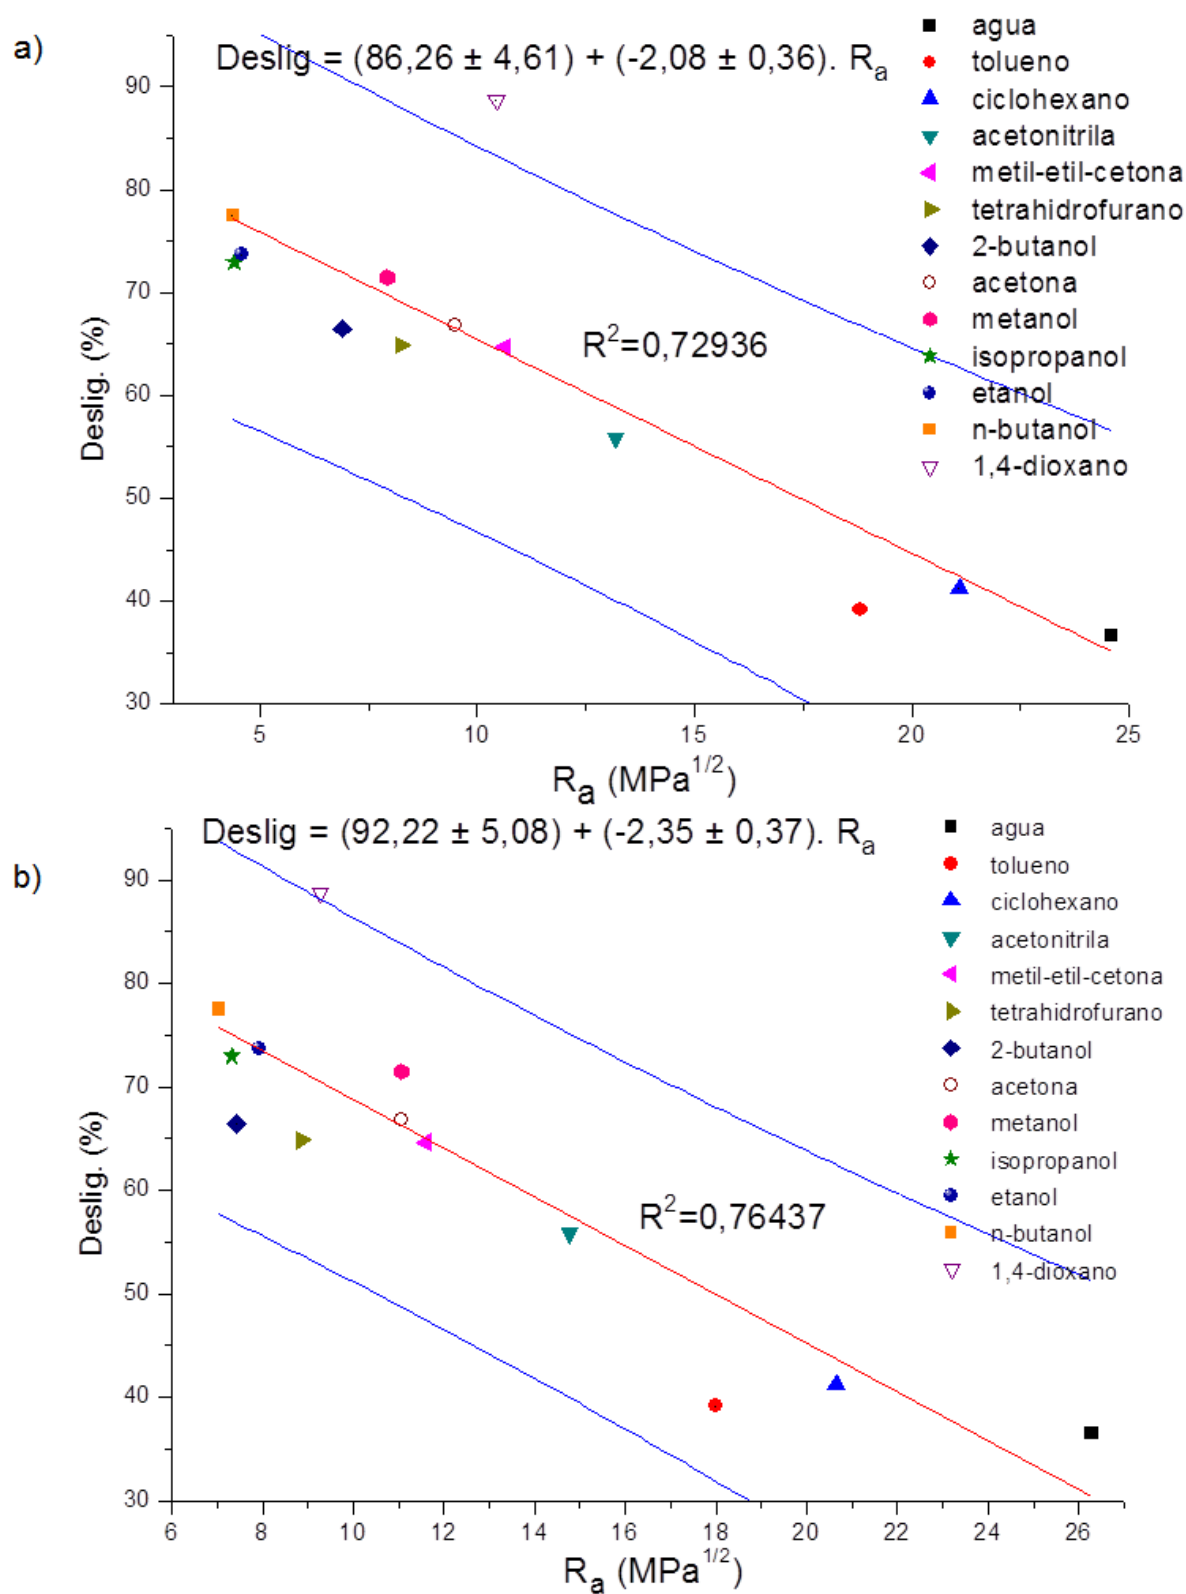 a)
Deslig = (86,26 ± 4,61) + (-2,08 ± 0,36). Rₐ
agua
tolueno
ciclohexano
acetonitrila
metil-etil-cetona
tetrahidrofurano
2-butanol
acetona
metanol
isopropanol
etanol
n-butanol
1,4-dioxano
R²=0,72936
Deslig. (%)
90
80
70
60
50
40
30
5 10 15 20 25
Rₐ (MPa¹ᐟ²)
b)
Deslig = (92,22 ± 5,08) + (-2,35 ± 0,37). Rₐ
agua
tolueno
ciclohexano
acetonitrila
metil-etil-cetona
tetrahidrofurano
2-butanol
acetona
metanol
isopropanol
etanol
n-butanol
1,4-dioxano
R²=0,76437
Deslig. (%)
90
80
70
60
50
40
30
6 8 10 12 14 16 18 20 22 24 26
Rₐ (MPa¹ᐟ²)